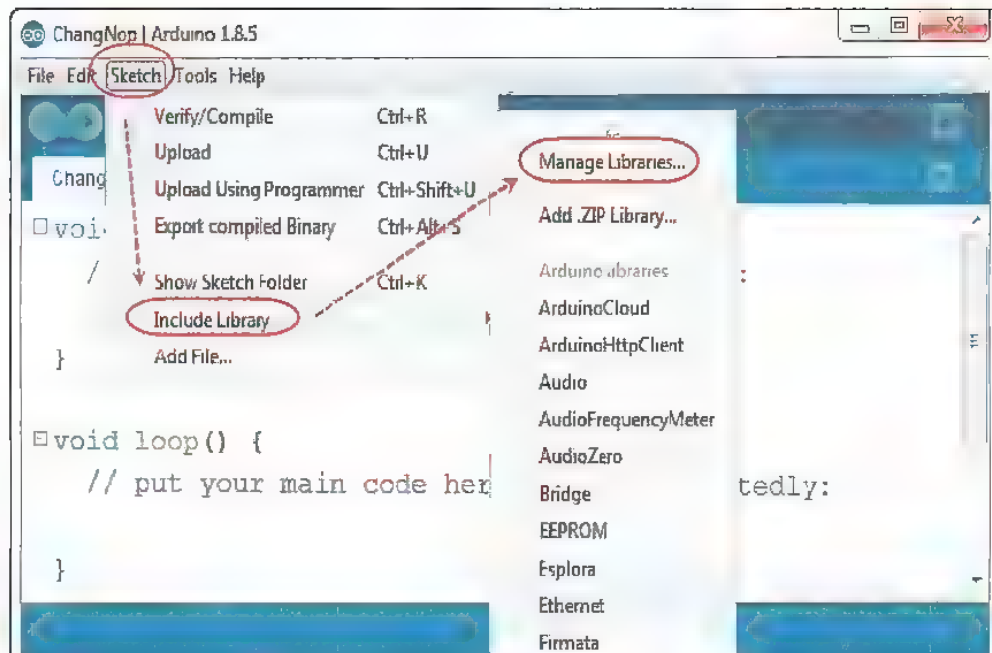 ChangNop | Arduino 1.8.5
File Edit Sketch Tools Help
Verify/Compile Ctrl+R
Upload Ctrl+U
Upload Using Programmer Ctrl+Shift+U
Export compiled Binary Ctrl+Alt+S
Show Sketch Folder Ctrl+K
Include Library
Add File...
Manage Libraries...
Add .ZIP Library...
Arduino libraries
ArduinoCloud
ArduinoHttpClient
Audio
AudioFrequencyMeter
AudioZero
Bridge
EEPROM
Esplora
Ethernet
Firmata
Chang
voi
/ :
}
void loop() {
// put your main code her tedly:
}